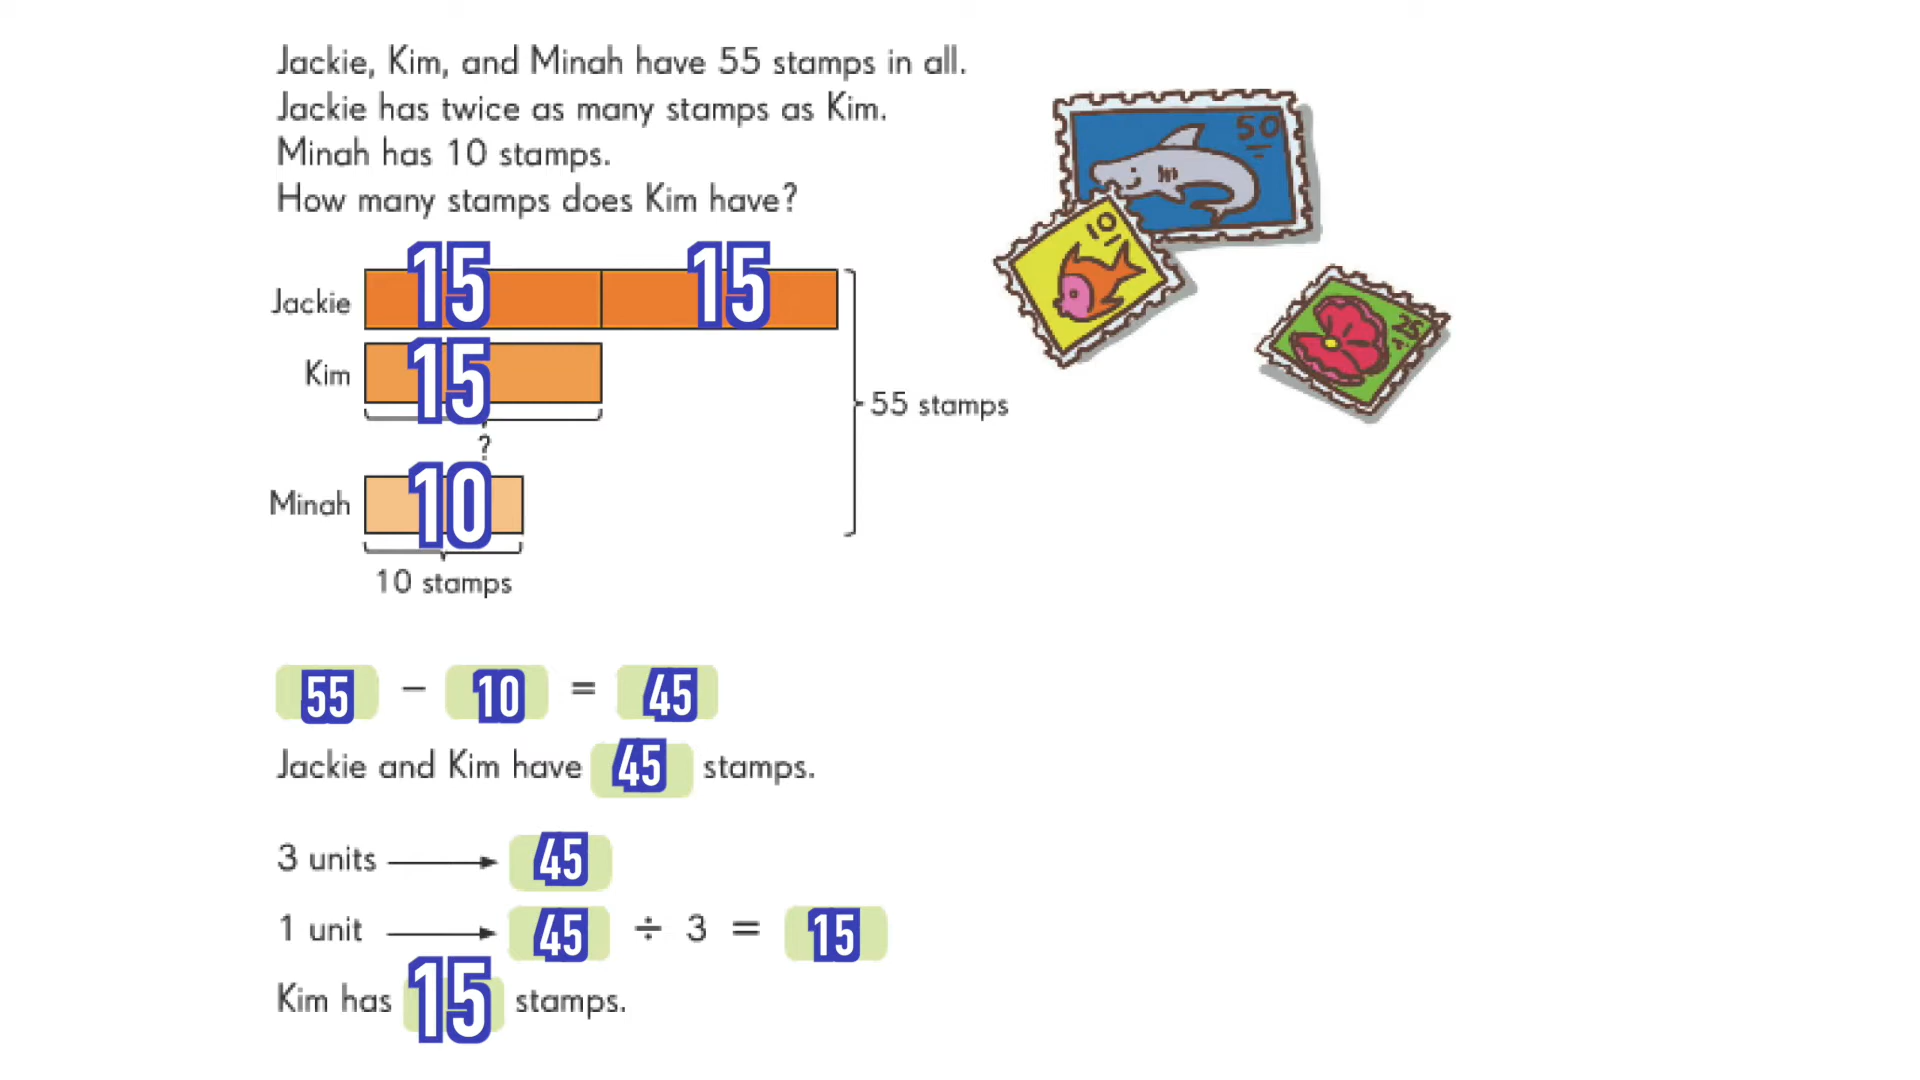 Jackie, Kim, and Minah have 55 stamps in all.
Jackie has twice as many stamps as Kim.
Minah has 10 stamps.
How many stamps does Kim have?
50
10
25
Jackie 15 15
Kim 15
?
55 stamps
Minah 10
10 stamps
55 – 10 = 45
Jackie and Kim have 45 stamps.
3 units 45
1 unit 45 ÷ 3 = 15
Kim has 15 stamps.